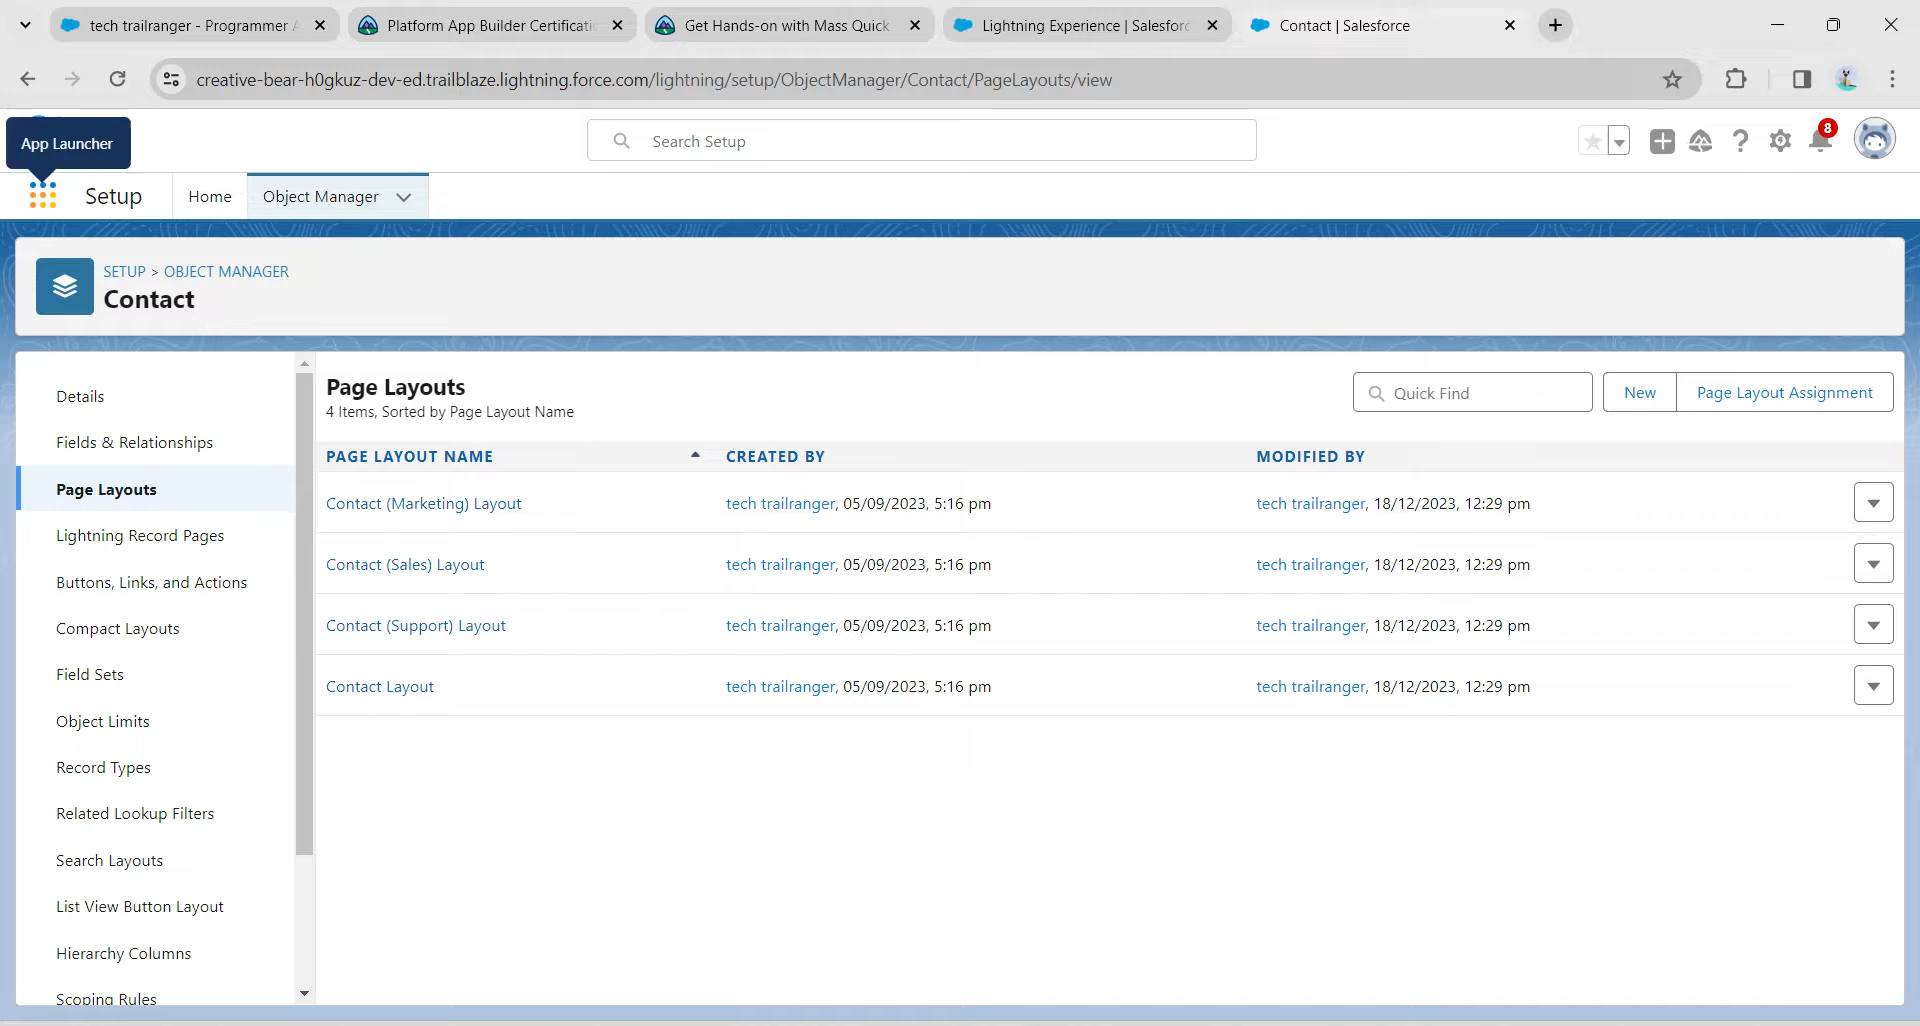 tech trailranger - Programmer A
Platform App Builder Certificati
Get Hands-on with Mass Quick
Lightning Experience | Salesforc
Contact | Salesforce
creative-bear-h0gkuz-dev-ed.trailblaze.lightning.force.com/lightning/setup/ObjectManager/Contact/PageLayouts/view
App Launcher
Search Setup
8
Setup
Home
Object Manager
SETUP > OBJECT MANAGER
Contact
Details
Fields & Relationships
Page Layouts
Lightning Record Pages
Buttons, Links, and Actions
Compact Layouts
Field Sets
Object Limits
Record Types
Related Lookup Filters
Search Layouts
List View Button Layout
Hierarchy Columns
Scoping Rules
Page Layouts
4 Items, Sorted by Page Layout Name
Quick Find
New
Page Layout Assignment
PAGE LAYOUT NAME CREATED BY MODIFIED BY
Contact (Marketing) Layout tech trailranger, 05/09/2023, 5:16 pm tech trailranger, 18/12/2023, 12:29 pm
Contact (Sales) Layout tech trailranger, 05/09/2023, 5:16 pm tech trailranger, 18/12/2023, 12:29 pm
Contact (Support) Layout tech trailranger, 05/09/2023, 5:16 pm tech trailranger, 18/12/2023, 12:29 pm
Contact Layout tech trailranger, 05/09/2023, 5:16 pm tech trailranger, 18/12/2023, 12:29 pm